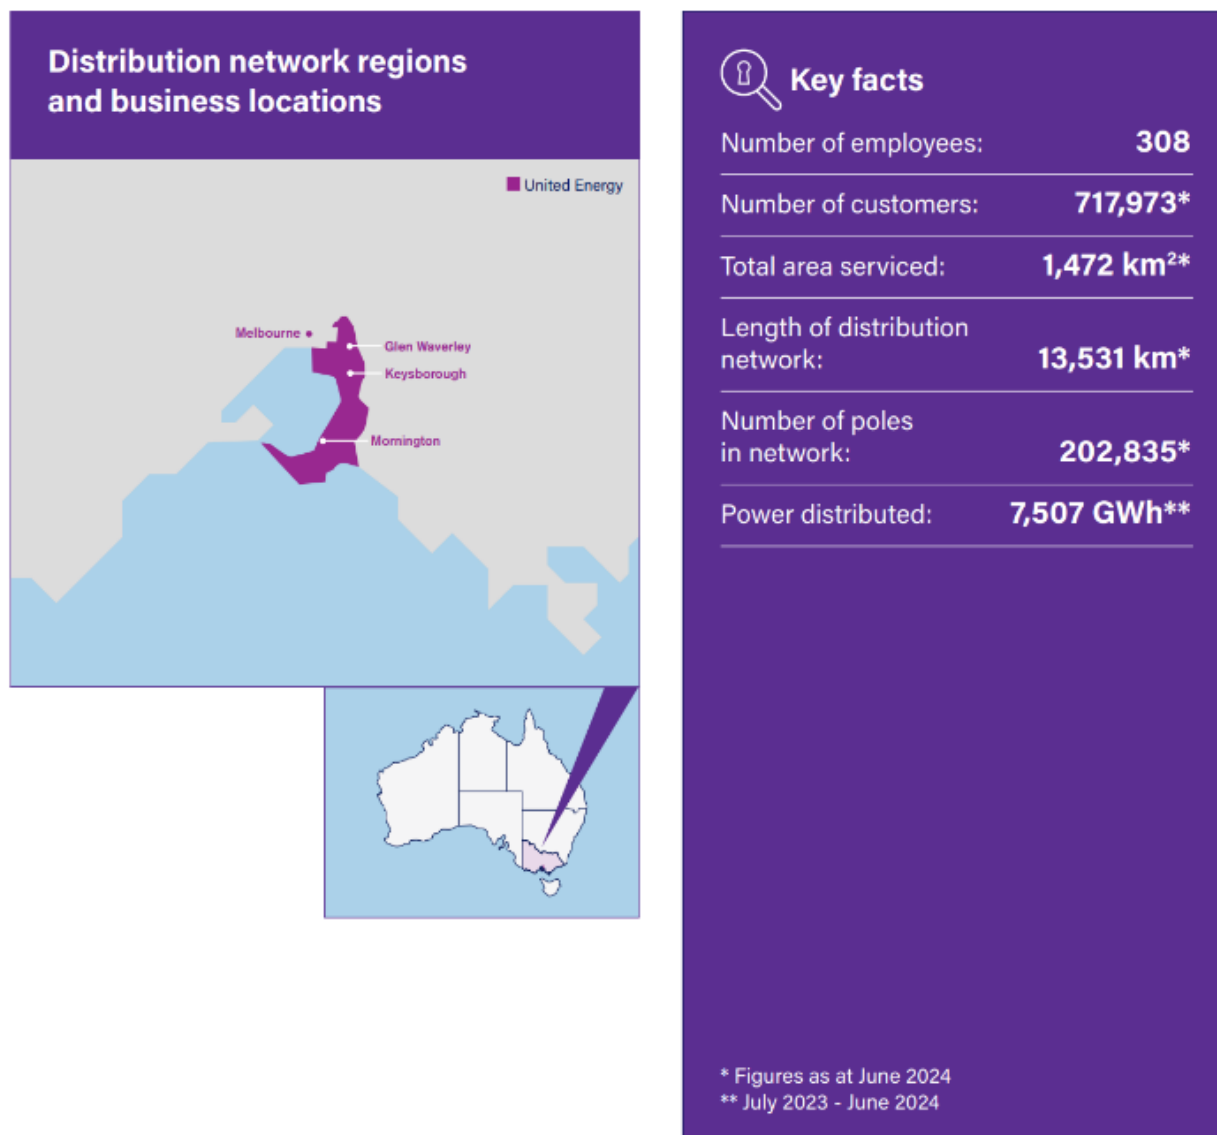 Distribution network regions
and business locations
United Energy
Melbourne
Glen Waverley
Keysborough
Mornington
Key facts
Number of employees: 308
Number of customers: 717,973*
Total area serviced: 1,472 km²*
Length of distribution
network: 13,531 km*
Number of poles
in network: 202,835*
Power distributed: 7,507 GWh**
* Figures as at June 2024
** July 2023 - June 2024